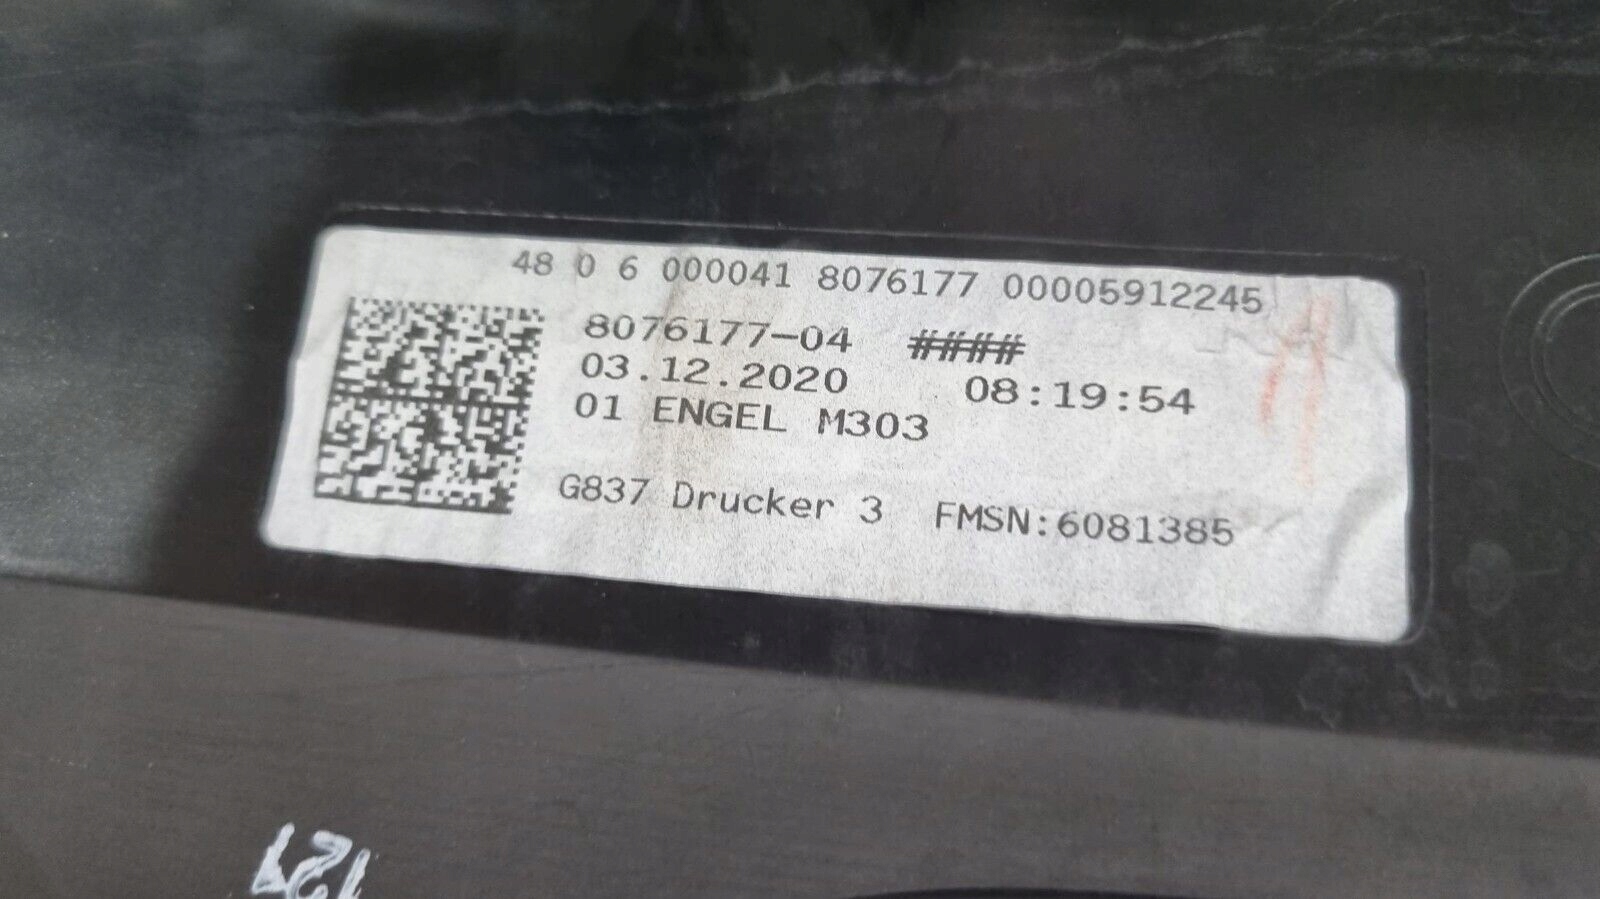 48 0 6 000041 8076177 00005912245
8076177-04 ####
03.12.2020 08:19:54
01 ENGEL M303
G837 Drucker 3 FMSN:6081385